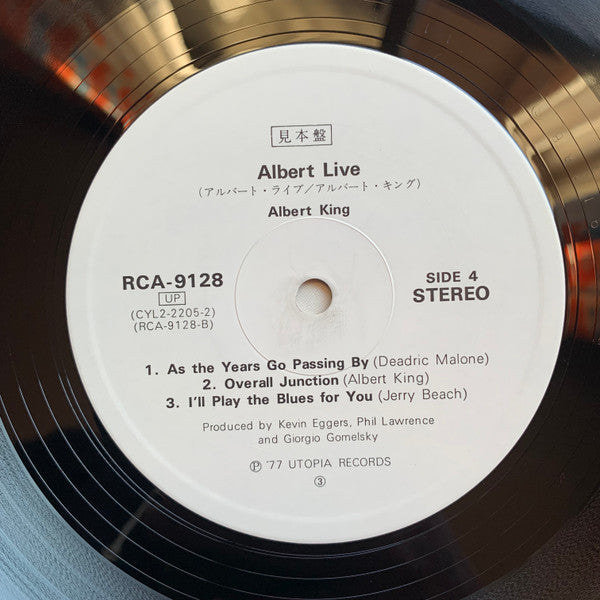 見本盤
Albert Live
(アルバート・ライブ/アルバート・キング)
Albert King
RCA-9128
UP
(CYL2-2205-2)
(RCA-9128-B)
SIDE 4
STEREO
1. As the Years Go Passing By (Deadric Malone)
2. Overall Junction (Albert King)
3. I'll Play the Blues for You (Jerry Beach)
Produced by Kevin Eggers, Phil Lawrence
and Giorgio Gomelsky
Ⓟ '77 UTOPIA RECORDS
③